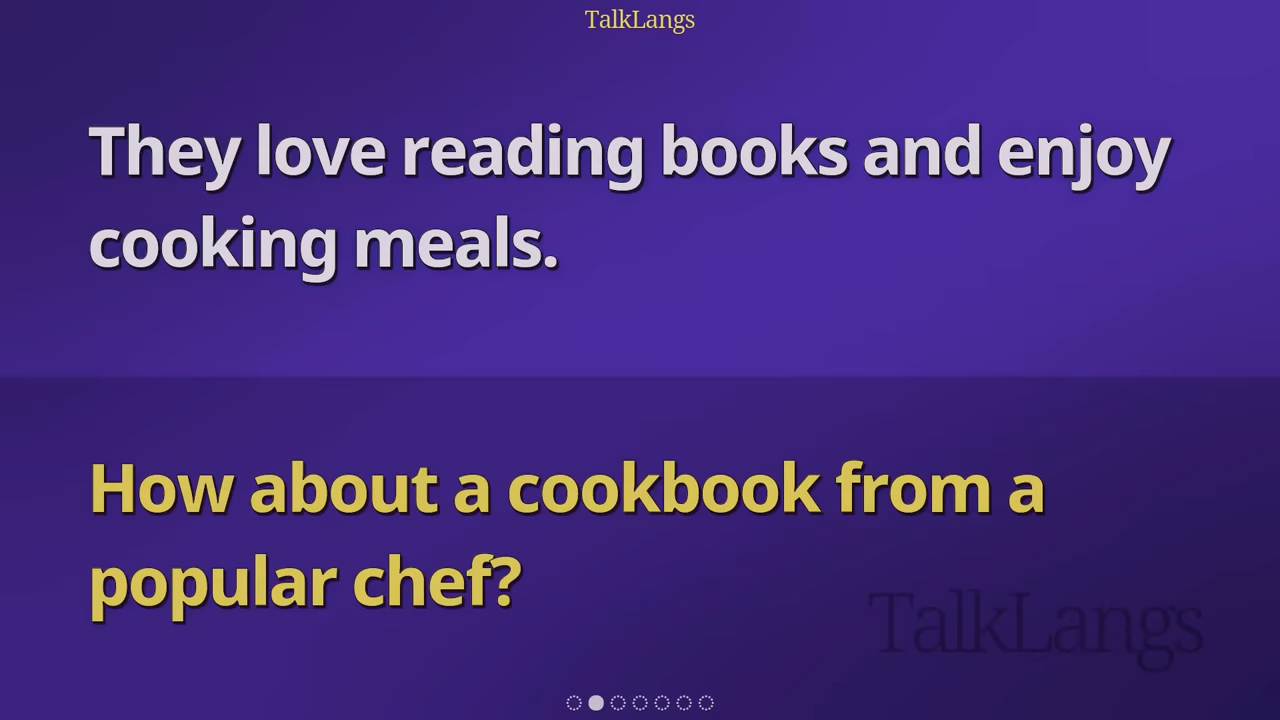 TalkLangs
They love reading books and enjoy
cooking meals.
How about a cookbook from a
popular chef?
TalkLangs